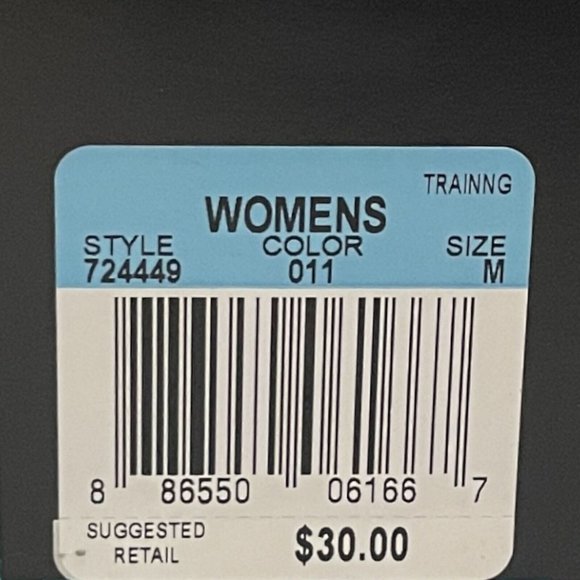 TRAINNG
WOMENS
STYLE COLOR SIZE
724449 011 M
8 86550 06166 7
SUGGESTED
RETAIL $30.00